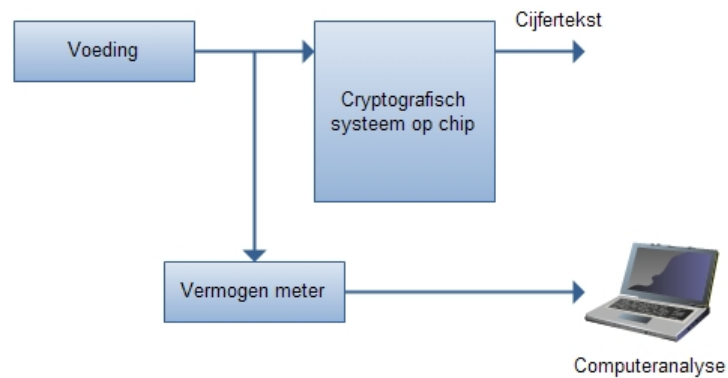 Cijfertekst
Voeding
Cryptografisch
systeem op chip
Vermogen meter
Computeranalyse